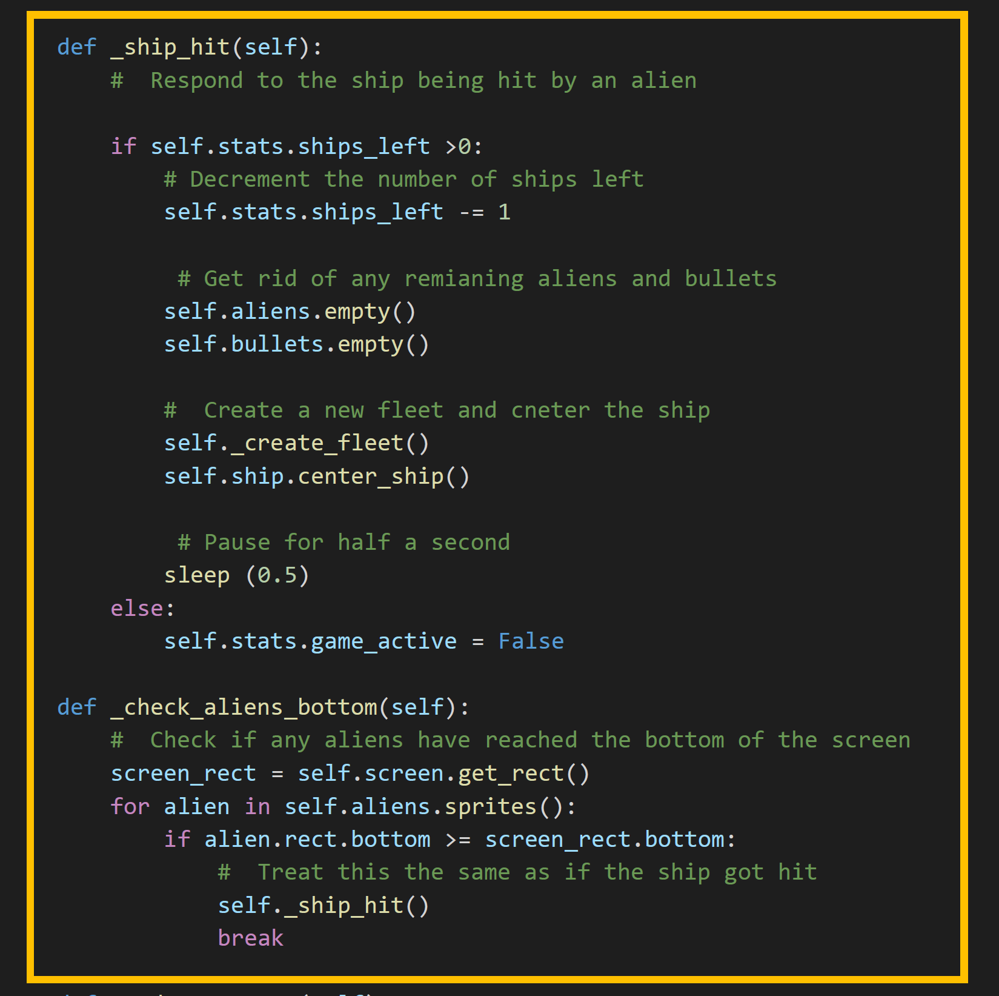 def _ship_hit(self):
    #  Respond to the ship being hit by an alien
    if self.stats.ships_left >0:
        # Decrement the number of ships left
        self.stats.ships_left -= 1
         # Get rid of any remianing aliens and bullets
        self.aliens.empty()
        self.bullets.empty()
        #  Create a new fleet and cneter the ship
        self._create_fleet()
        self.ship.center_ship()
         # Pause for half a second
        sleep (0.5)
    else:
        self.stats.game_active = False
def _check_aliens_bottom(self):
    #  Check if any aliens have reached the bottom of the screen
    screen_rect = self.screen.get_rect()
    for alien in self.aliens.sprites():
        if alien.rect.bottom >= screen_rect.bottom:
            #  Treat this the same as if the ship got hit
            self._ship_hit()
            break